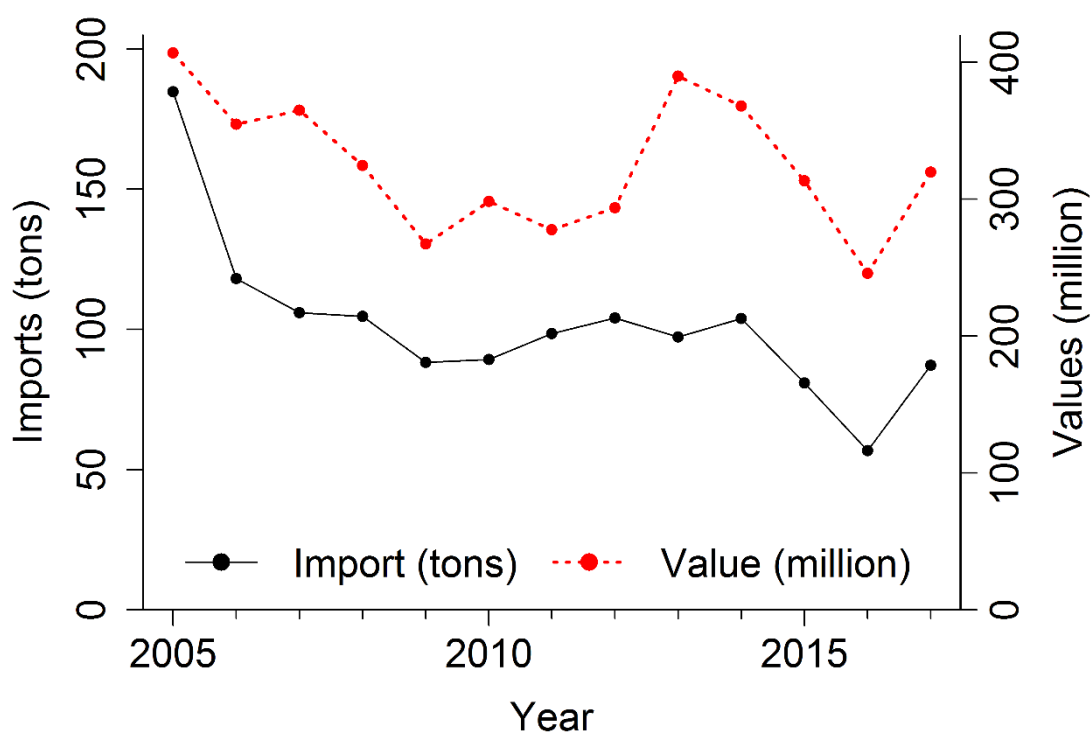 200
150
100
50
0
Imports (tons)
400
300
200
100
0
Values (million)
Import (tons) Value (million)
2005 2010 2015
Year